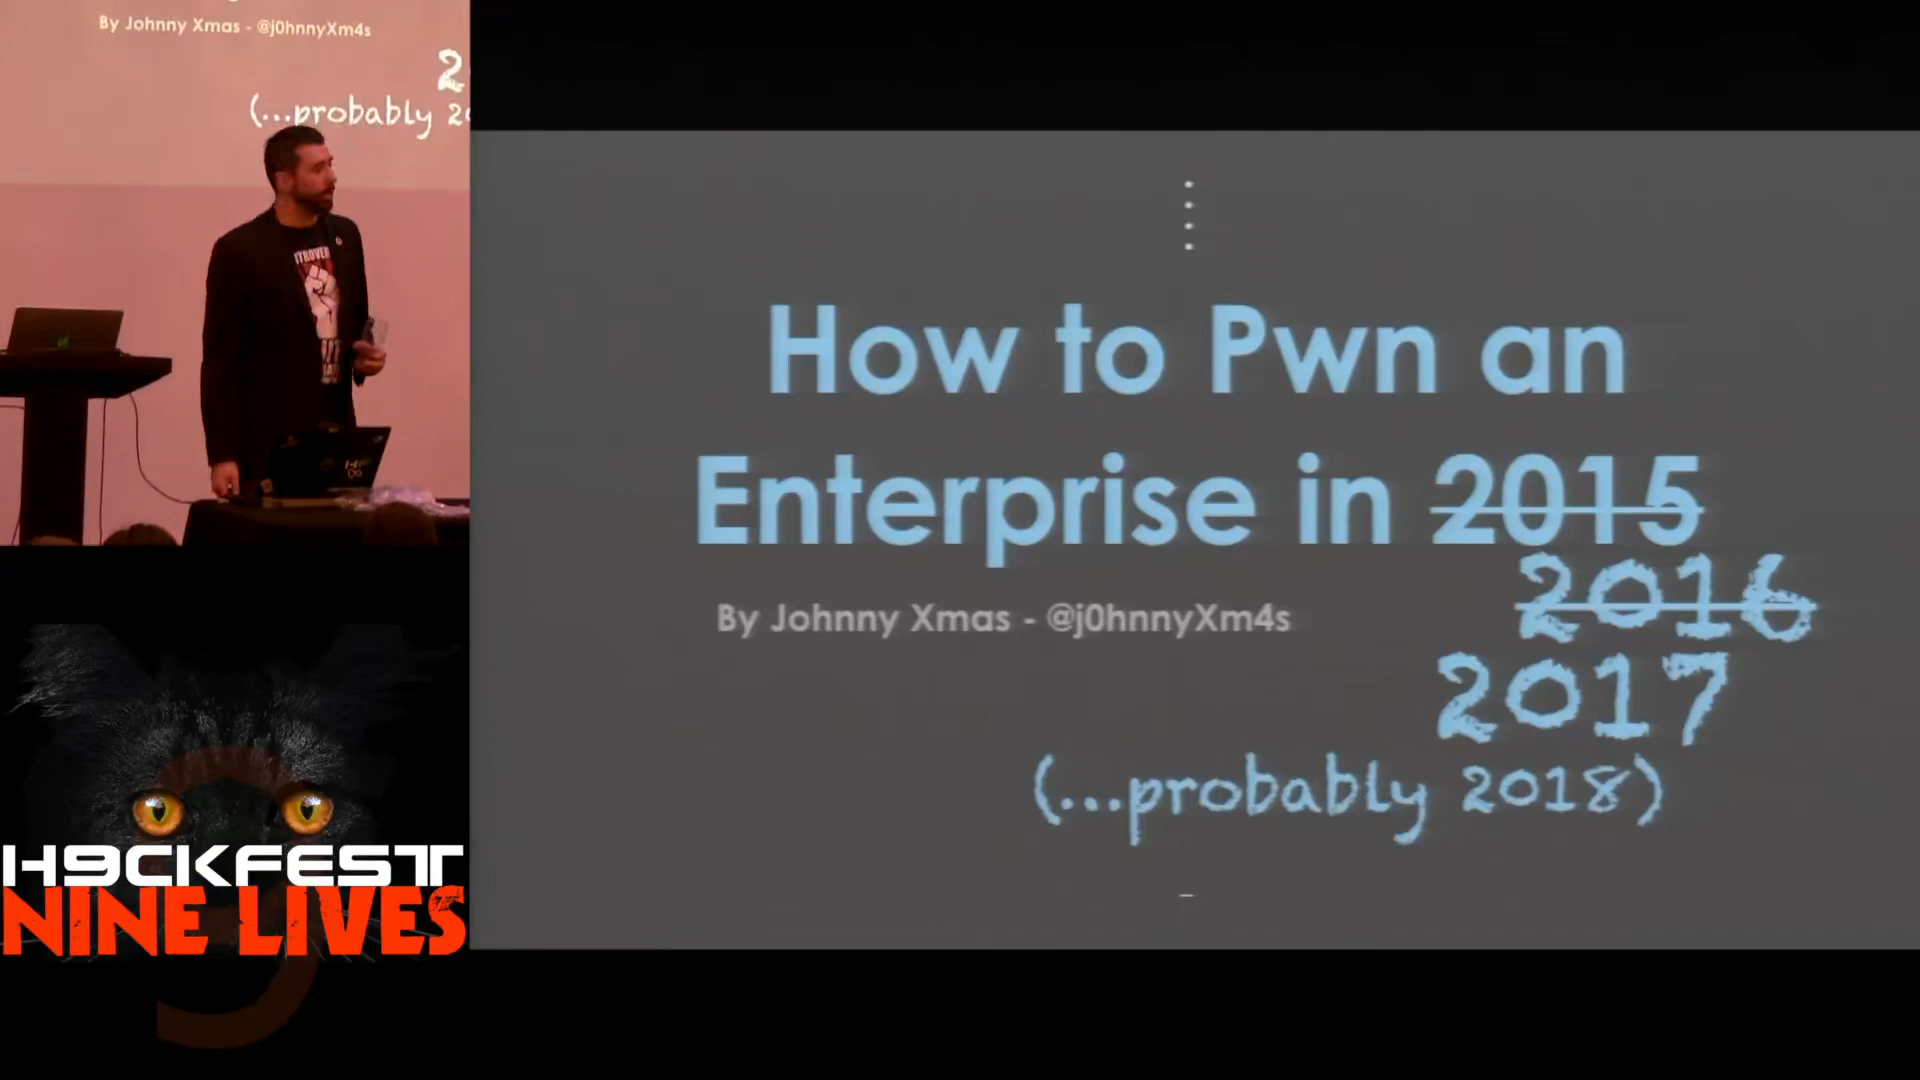 By Johnny Xmas - @j0hnnyXm4s
2
(...probably 20
How to Pwn an
Enterprise in 2015
2016
By Johnny Xmas - @j0hnnyXm4s
2017
(...probably 2018)
H9CKFEST
NINE LIVES